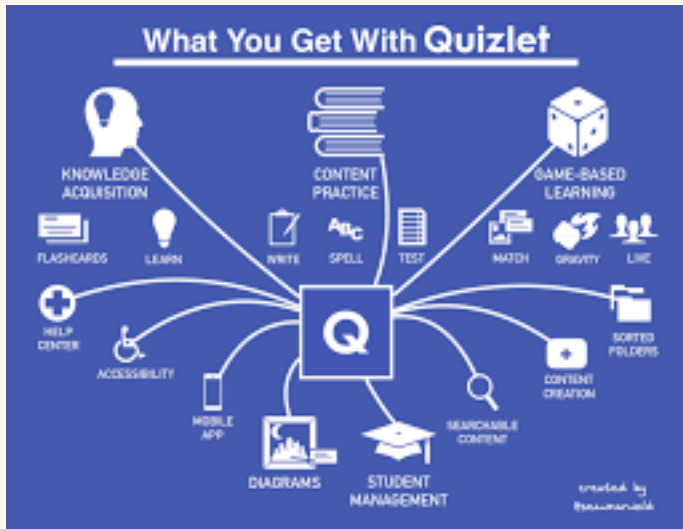 What You Get With Quizlet
KNOWLEDGE
ACQUISITION
CONTENT
PRACTICE
GAME-BASED
LEARNING
FLASHCARDS
LEARN
WRITE
ABC
SPELL
TEST
MATCH
GRAVITY
LIVE
HELP
CENTER
ACCESSIBILITY
MOBILE
APP
DIAGRAMS
Q
STUDENT
MANAGEMENT
SEARCHABLE
CONTENT
CONTENT
CREATION
SORTED
FOLDERS
created by